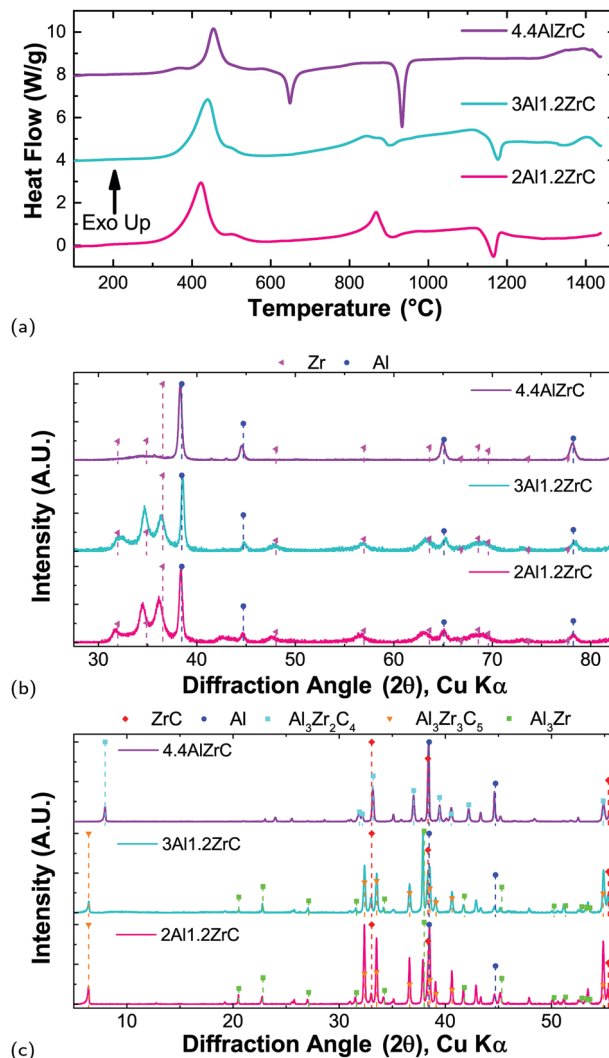 10
8
6
4
2
0
Heat Flow (W/g)
4.4AlZrC
3Al1.2ZrC
2Al1.2ZrC
Exo Up
200 400 600 800 1000 1200 1400
Temperature (°C)
(a)
Zr Al
4.4AlZrC
3Al1.2ZrC
2Al1.2ZrC
Intensity (A.U.)
30 40 50 60 70 80
Diffraction Angle (2θ), Cu Kα
(b)
ZrC Al Al₃Zr₂C₄ Al₃Zr₃C₅ Al₃Zr
4.4AlZrC
3Al1.2ZrC
2Al1.2ZrC
Intensity (A.U.)
10 20 30 40 50
Diffraction Angle (2θ), Cu Kα
(c)